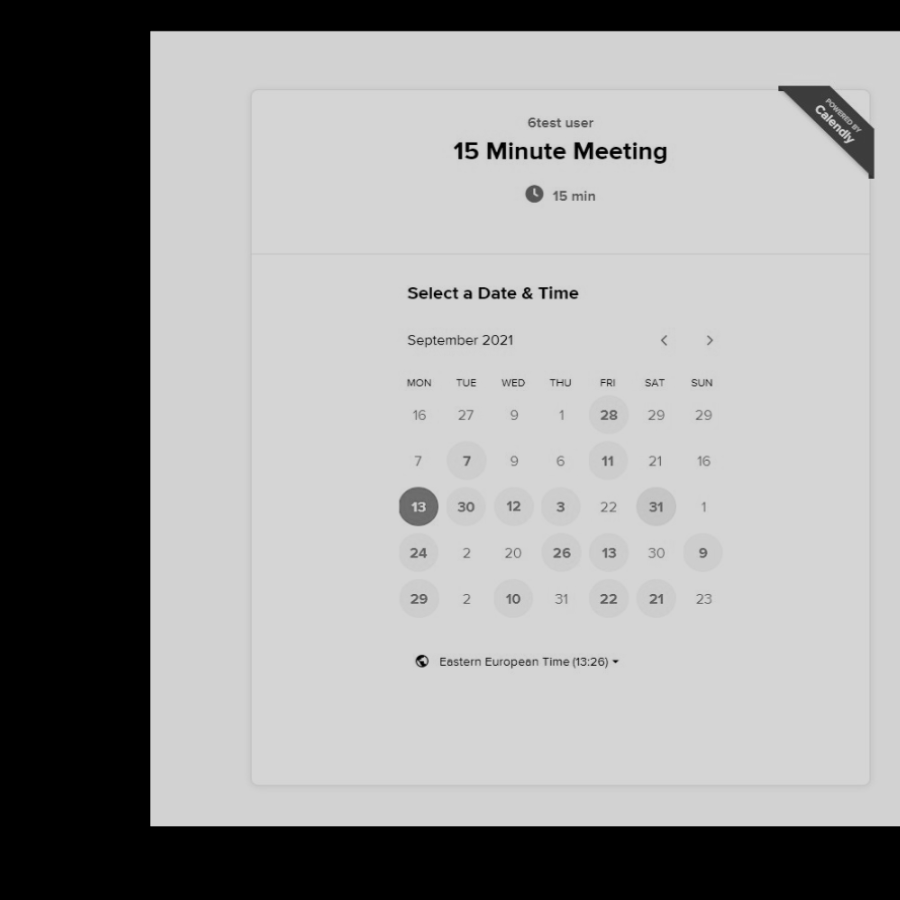 POWERED BY
Calendly
6test user
15 Minute Meeting
15 min
Select a Date & Time
September 2021
MON TUE WED THU FRI SAT SUN
16 27 9 1 28 29 29
7 7 9 6 11 21 16
13 30 12 3 22 31 1
24 2 20 26 13 30 9
29 2 10 31 22 21 23
Eastern European Time (13:26)